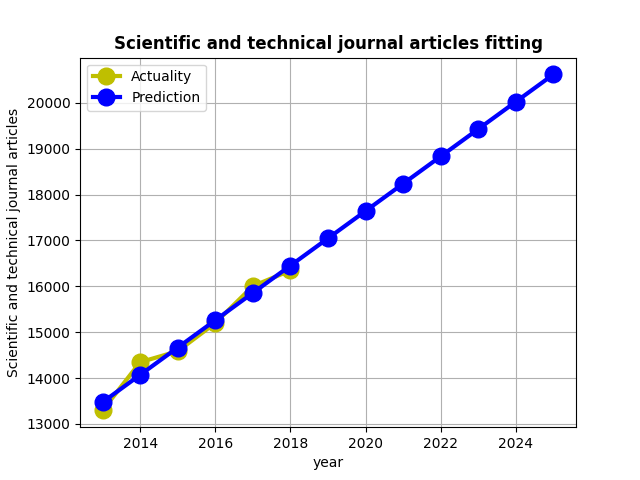 Scientific and technical journal articles fitting
Actuality
Prediction
Scientific and technical journal articles
20000
19000
18000
17000
16000
15000
14000
13000
2014
2016
2018
2020
2022
2024
year